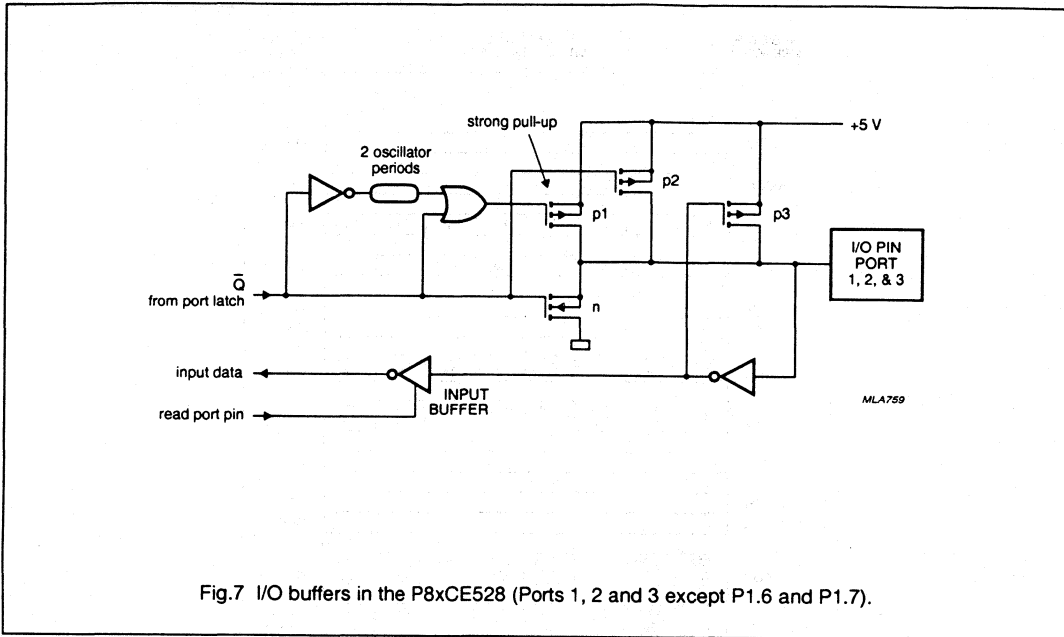 strong pull-up
+5 V
2 oscillator
periods
p2
p1
p3
I/O PIN
PORT
1, 2, & 3
Q̅
from port latch
n
input data
INPUT
BUFFER
read port pin
MLA759
Fig.7 I/O buffers in the P8xCE528 (Ports 1, 2 and 3 except P1.6 and P1.7).